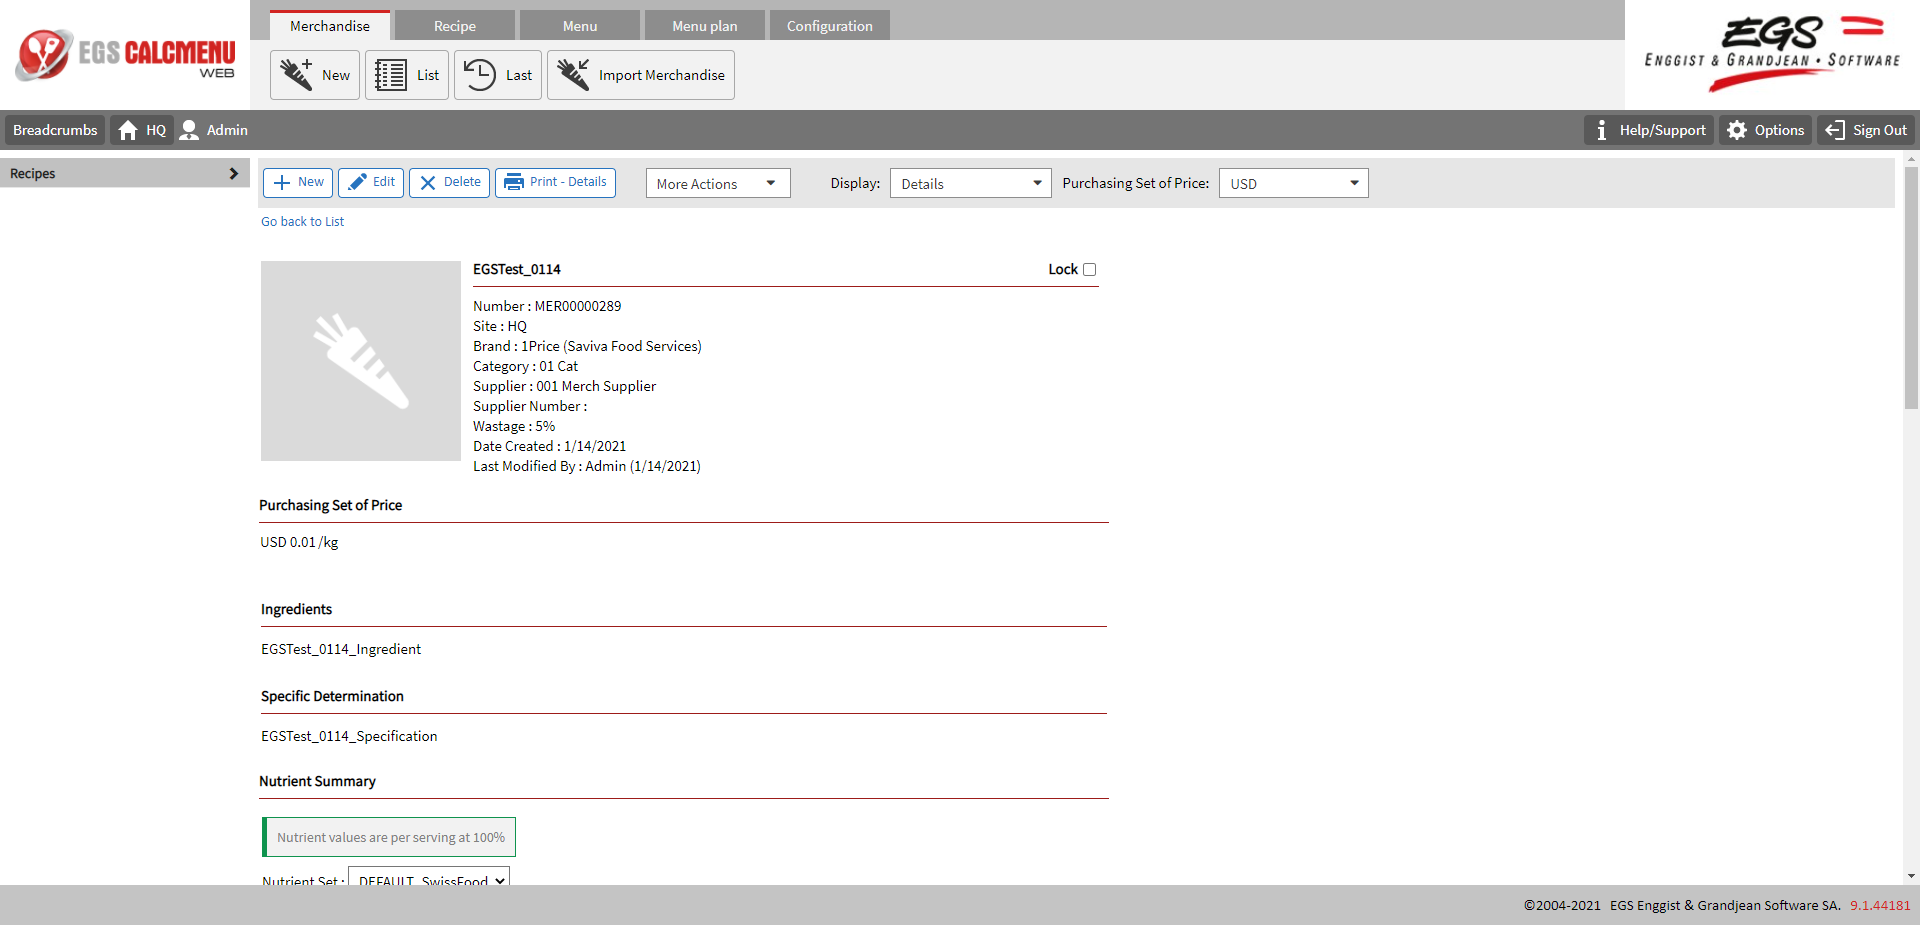 EGS CALCMENU
WEB
Merchandise
Recipe
Menu
Menu plan
Configuration
New
List
Last
Import Merchandise
EGS
ENGGIST & GRANDJEAN • SOFTWARE
Breadcrumbs
HQ
Admin
Help/Support
Options
Sign Out
Recipes
New
Edit
Delete
Print - Details
More Actions
Display:
Details
Purchasing Set of Price:
USD
Go back to List
EGSTest_0114
Lock
Number : MER00000289
Site : HQ
Brand : 1Price (Saviva Food Services)
Category : 01 Cat
Supplier : 001 Merch Supplier
Supplier Number :
Wastage : 5%
Date Created : 1/14/2021
Last Modified By : Admin (1/14/2021)
Purchasing Set of Price
USD 0.01/kg
Ingredients
EGSTest_0114_Ingredient
Specific Determination
EGSTest_0114_Specification
Nutrient Summary
Nutrient values are per serving at 100%
Nutrient Set :
DEFAULT_SwissFood
©2004-2021 EGS Enggist & Grandjean Software SA. 9.1.44181